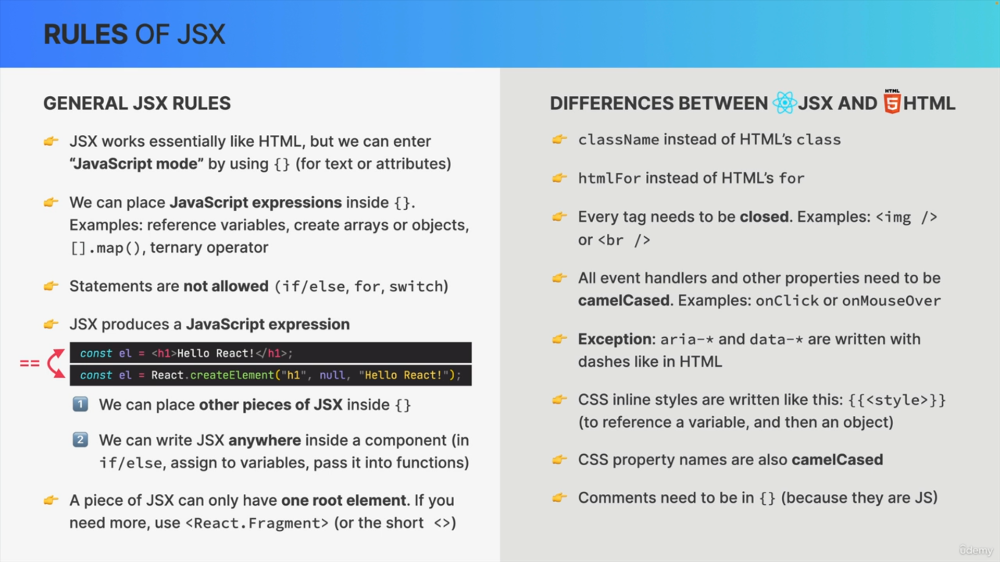 RULES OF JSX
GENERAL JSX RULES
JSX works essentially like HTML, but we can enter
“JavaScript mode” by using {} (for text or attributes)
We can place JavaScript expressions inside {}.
Examples: reference variables, create arrays or objects,
[].map(), ternary operator
Statements are not allowed (if/else, for, switch)
JSX produces a JavaScript expression
==
const el = <h1>Hello React!</h1>;
const el = React.createElement("h1", null, "Hello React!");
1 We can place other pieces of JSX inside {}
2 We can write JSX anywhere inside a component (in
if/else, assign to variables, pass it into functions)
A piece of JSX can only have one root element. If you
need more, use <React.Fragment> (or the short <>)
DIFFERENCES BETWEEN JSX AND HTML 5 HTML
className instead of HTML’s class
htmlFor instead of HTML’s for
Every tag needs to be closed. Examples: <img />
or <br />
All event handlers and other properties need to be
camelCased. Examples: onClick or onMouseOver
Exception: aria-* and data-* are written with
dashes like in HTML
CSS inline styles are written like this: {{<style>}}
(to reference a variable, and then an object)
CSS property names are also camelCased
Comments need to be in {} (because they are JS)
ûdemy